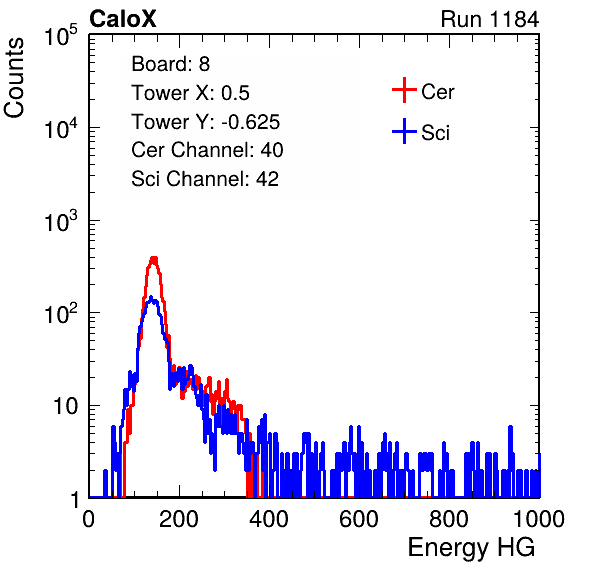 CaloX Run 1184
Counts
Board: 8
Tower X: 0.5
Tower Y: -0.625
Cer Channel: 40
Sci Channel: 42
Cer
Sci
10^5
10^4
10^3
10^2
10
1
0 200 400 600 800 1000
Energy HG